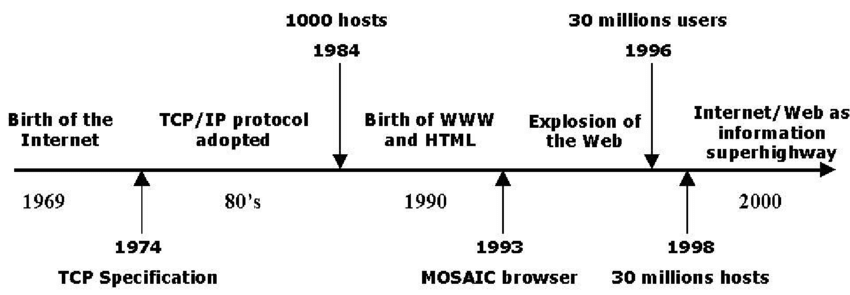 1000 hosts
1984
30 millions users
1996
Birth of the
Internet
TCP/IP protocol
adopted
Birth of WWW
and HTML
Explosion of
the Web
Internet/Web as
information
superhighway
1969
80's
1990
2000
1974
TCP Specification
1993
MOSAIC browser
1998
30 millions hosts